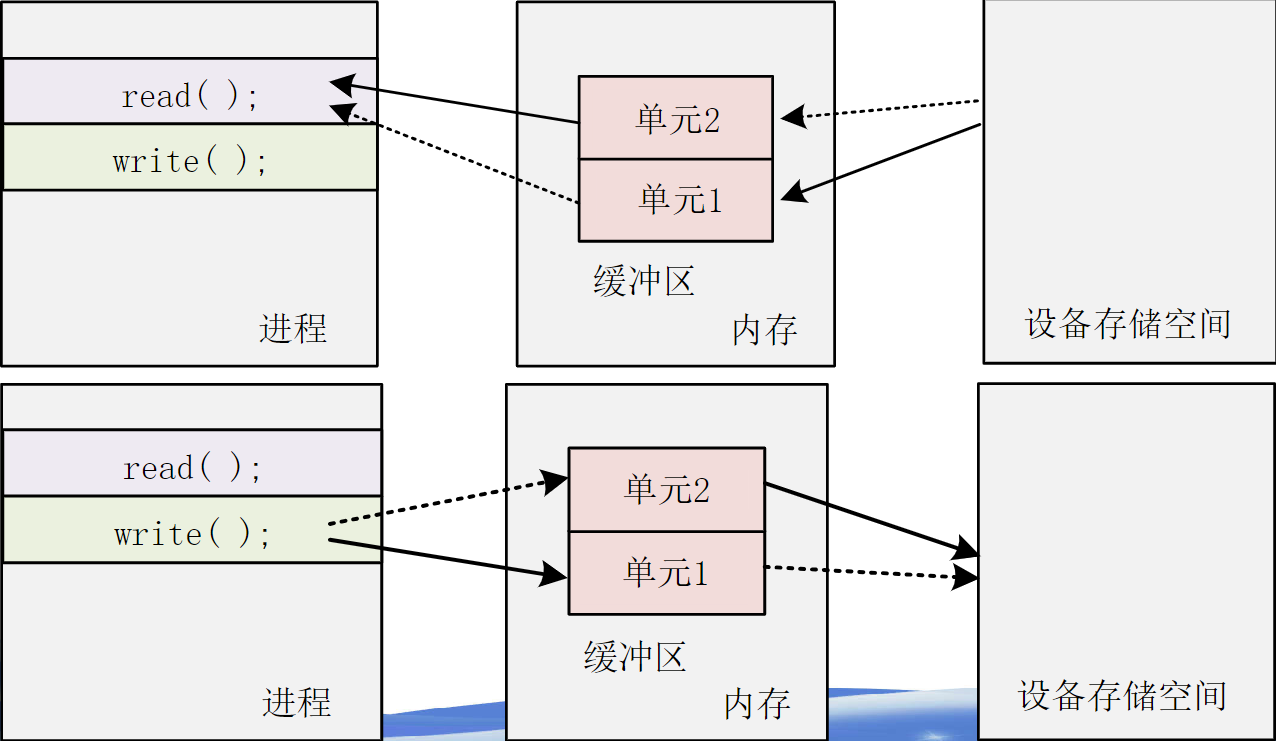 read( );
write( );
进程
单元2
单元1
缓冲区
内存
设备存储空间
read( );
write( );
进程
单元2
单元1
缓冲区
内存
设备存储空间